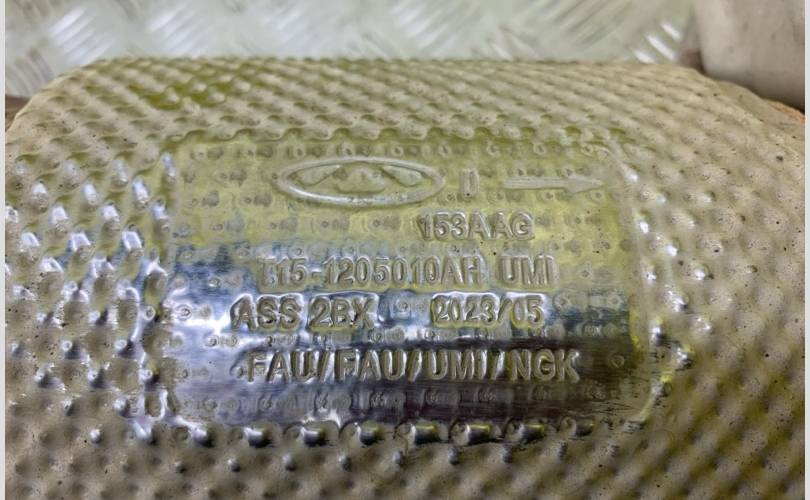 153AAG
T15-1205010AH UMI
ASS 2BX 2023/05
FAU/FAU/UMI/NGK